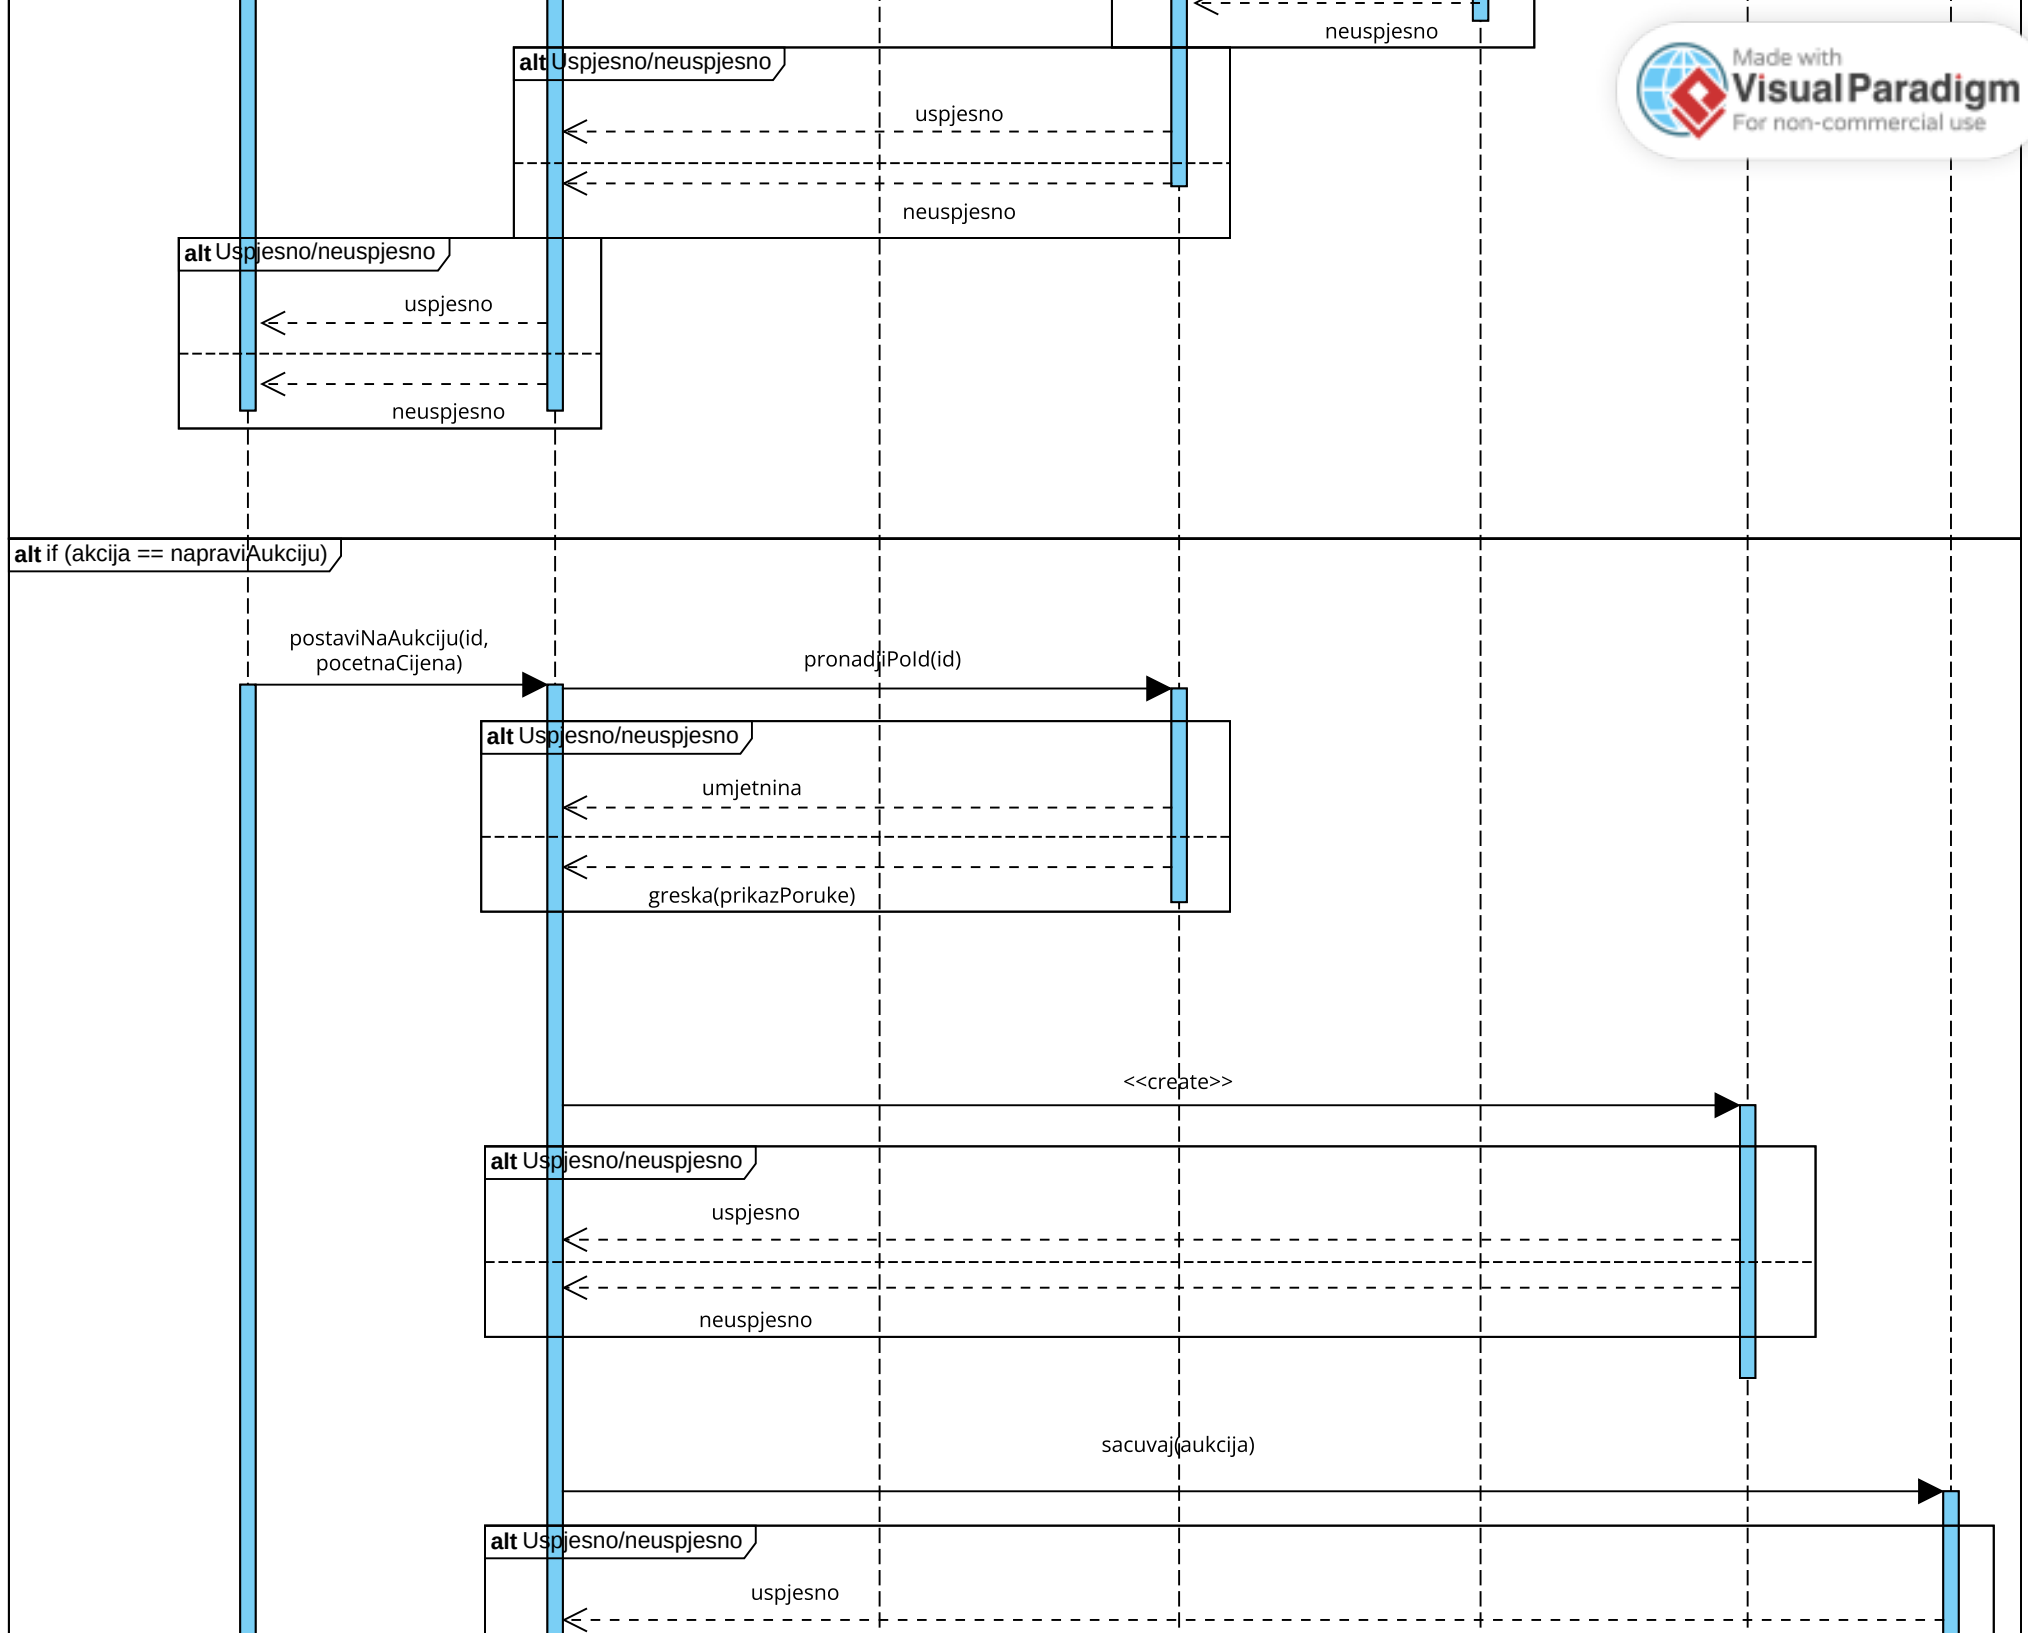 neuspjesno
alt Uspjesno/neuspjesno
Made with
Visual Paradigm
For non-commercial use
uspjesno
neuspjesno
alt Uspjesno/neuspjesno
uspjesno
neuspjesno
alt if (akcija == napraviAukciju)
postaviNaAukciju(id,
pocetnaCijena)
pronadjiPoId(id)
alt Uspjesno/neuspjesno
umjetnina
greska(prikazPoruke)
<<create>>
alt Uspjesno/neuspjesno
uspjesno
neuspjesno
sacuvaj(aukcija)
alt Uspjesno/neuspjesno
uspjesno